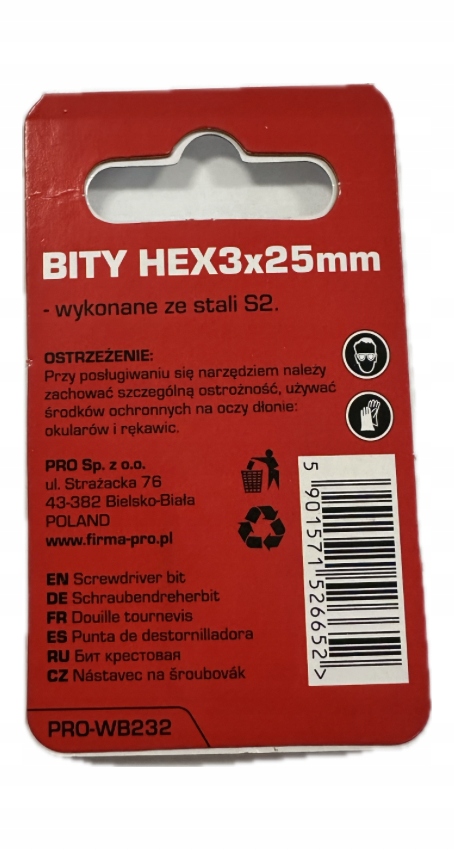 BITY HEX3x25mm
- wykonane ze stali S2.
OSTRZEŻENIE:
Przy posługiwaniu się narzędziem należy
zachować szczególną ostrożność, używać
środków ochronnych na oczy dłonie:
okularów i rękawic.
PRO Sp. z o.o.
ul. Strażacka 76
43-382 Bielsko-Biała
POLAND
www.firma-pro.pl
EN Screwdriver bit
DE Schraubendreherbit
FR Douille tournevis
ES Punta de destornilladora
RU Бит крестовая
CZ Nástavec na šroubovák
5 901571 526652 >
PRO-WB232